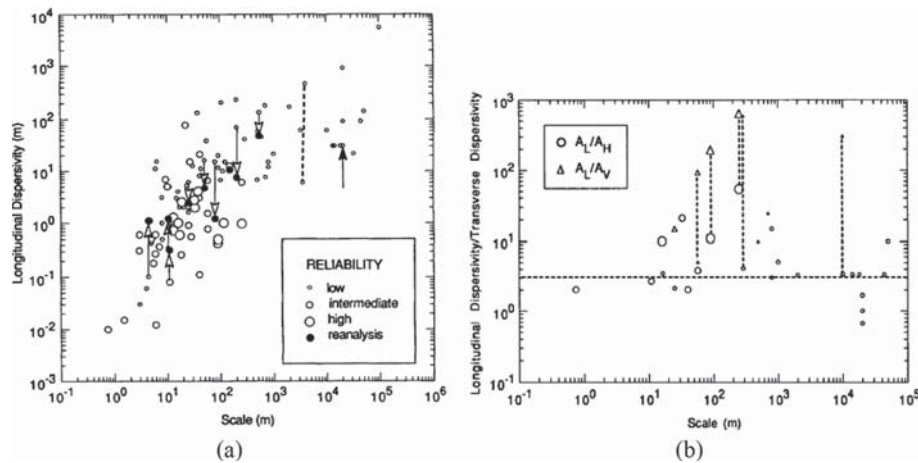 10^4
10^3
10^2
10^1
10^0
10^-1
10^-2
10^-3
Longitudinal Dispersivity (m)
RELIABILITY
low
intermediate
high
reanalysis
10^-1 10^0 10^1 10^2 10^3 10^4 10^5 10^6
Scale (m)
(a)
Longitudinal Dispersivity/Transverse Dispersivity
10^3
10^2
10^1
10^0
10^-1
A_L/A_H
A_L/A_V
10^-1 10^0 10^1 10^2 10^3 10^4 10^5
Scale (m)
(b)